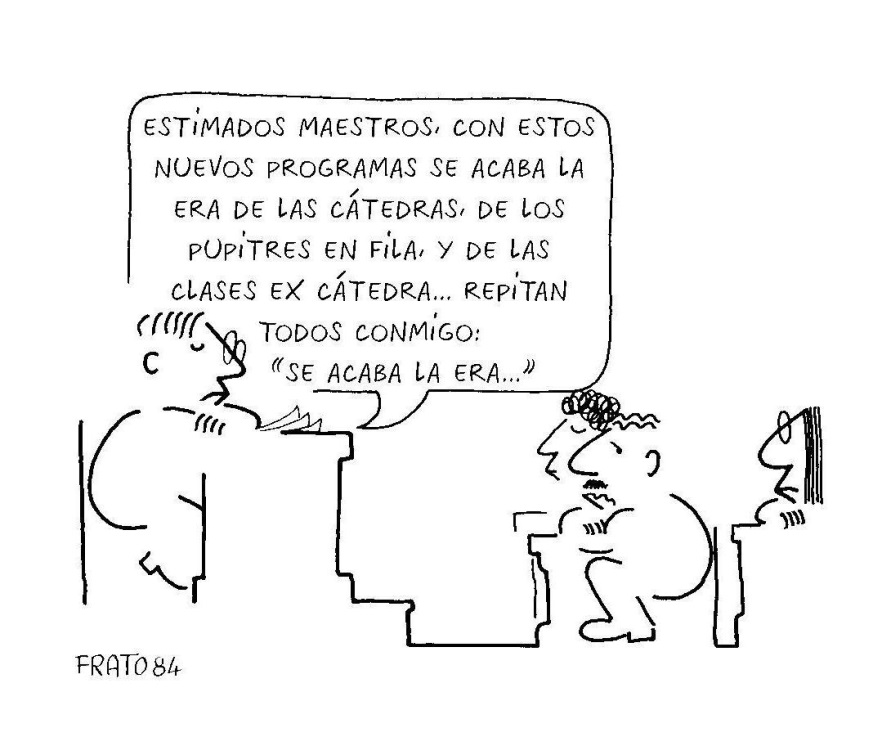 ESTIMADOS MAESTROS, CON ESTOS
NUEVOS PROGRAMAS SE ACABA LA
ERA DE LAS CÁTEDRAS, DE LOS
PUPITRES EN FILA, Y DE LAS
CLASES EX CÁTEDRA... REPITAN
TODOS CONMIGO:
“SE ACABA LA ERA...”
FRATO 84